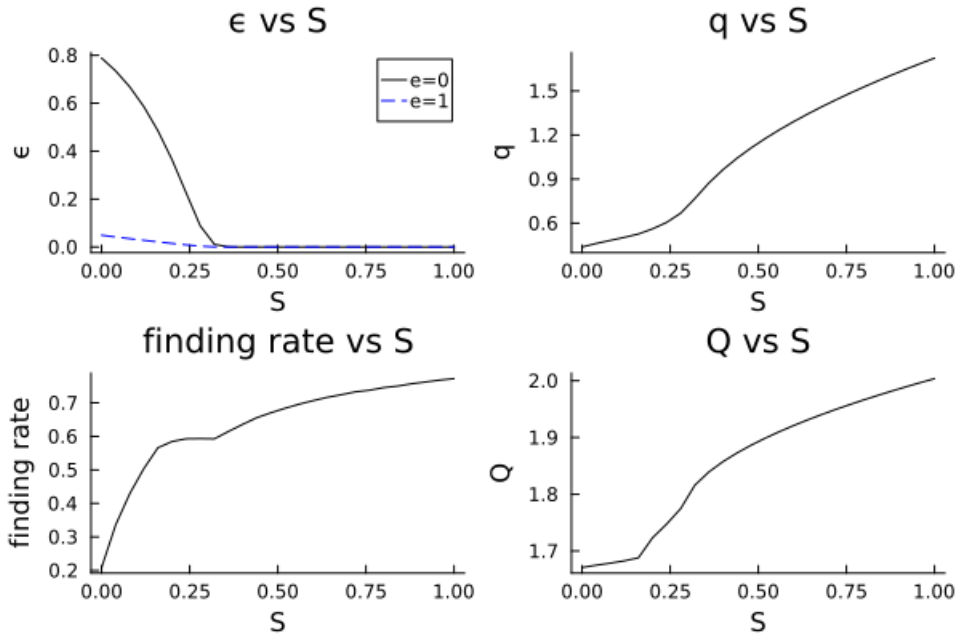 ϵ vs S
0.8
0.6
0.4
0.2
0.0
ϵ
e=0
e=1
0.00 0.25 0.50 0.75 1.00
S
q vs S
1.5
1.2
0.9
0.6
q
0.00 0.25 0.50 0.75 1.00
S
finding rate vs S
0.7
0.6
0.5
0.4
0.3
0.2
finding rate
0.00 0.25 0.50 0.75 1.00
S
Q vs S
2.0
1.9
1.8
1.7
Q
0.00 0.25 0.50 0.75 1.00
S